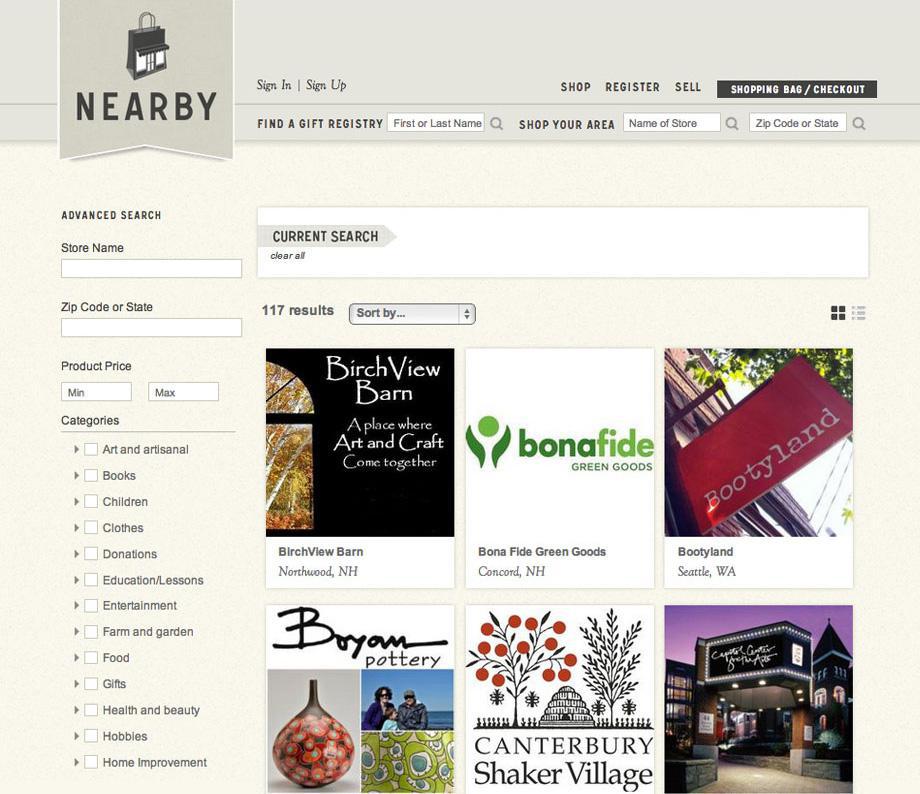 NEARBY
Sign In | Sign Up
SHOP REGISTER SELL SHOPPING BAG / CHECKOUT
FIND A GIFT REGISTRY First or Last Name SHOP YOUR AREA Name of Store Zip Code or State
ADVANCED SEARCH
Store Name
Zip Code or State
Product Price
Min Max
Categories
Art and artisanal
Books
Children
Clothes
Donations
Education/Lessons
Entertainment
Farm and garden
Food
Gifts
Health and beauty
Hobbies
Home Improvement
CURRENT SEARCH
clear all
117 results Sort by...
BirchView
Barn
A place where
Art and Craft
Come together
BirchView Barn
Northwood, NH
bonafide
GREEN GOODS
Bona Fide Green Goods
Concord, NH
Bootyland
Bootyland
Seattle, WA
Bryan
pottery
CANTERBURY
Shaker Village
Capitol Center
for the Arts